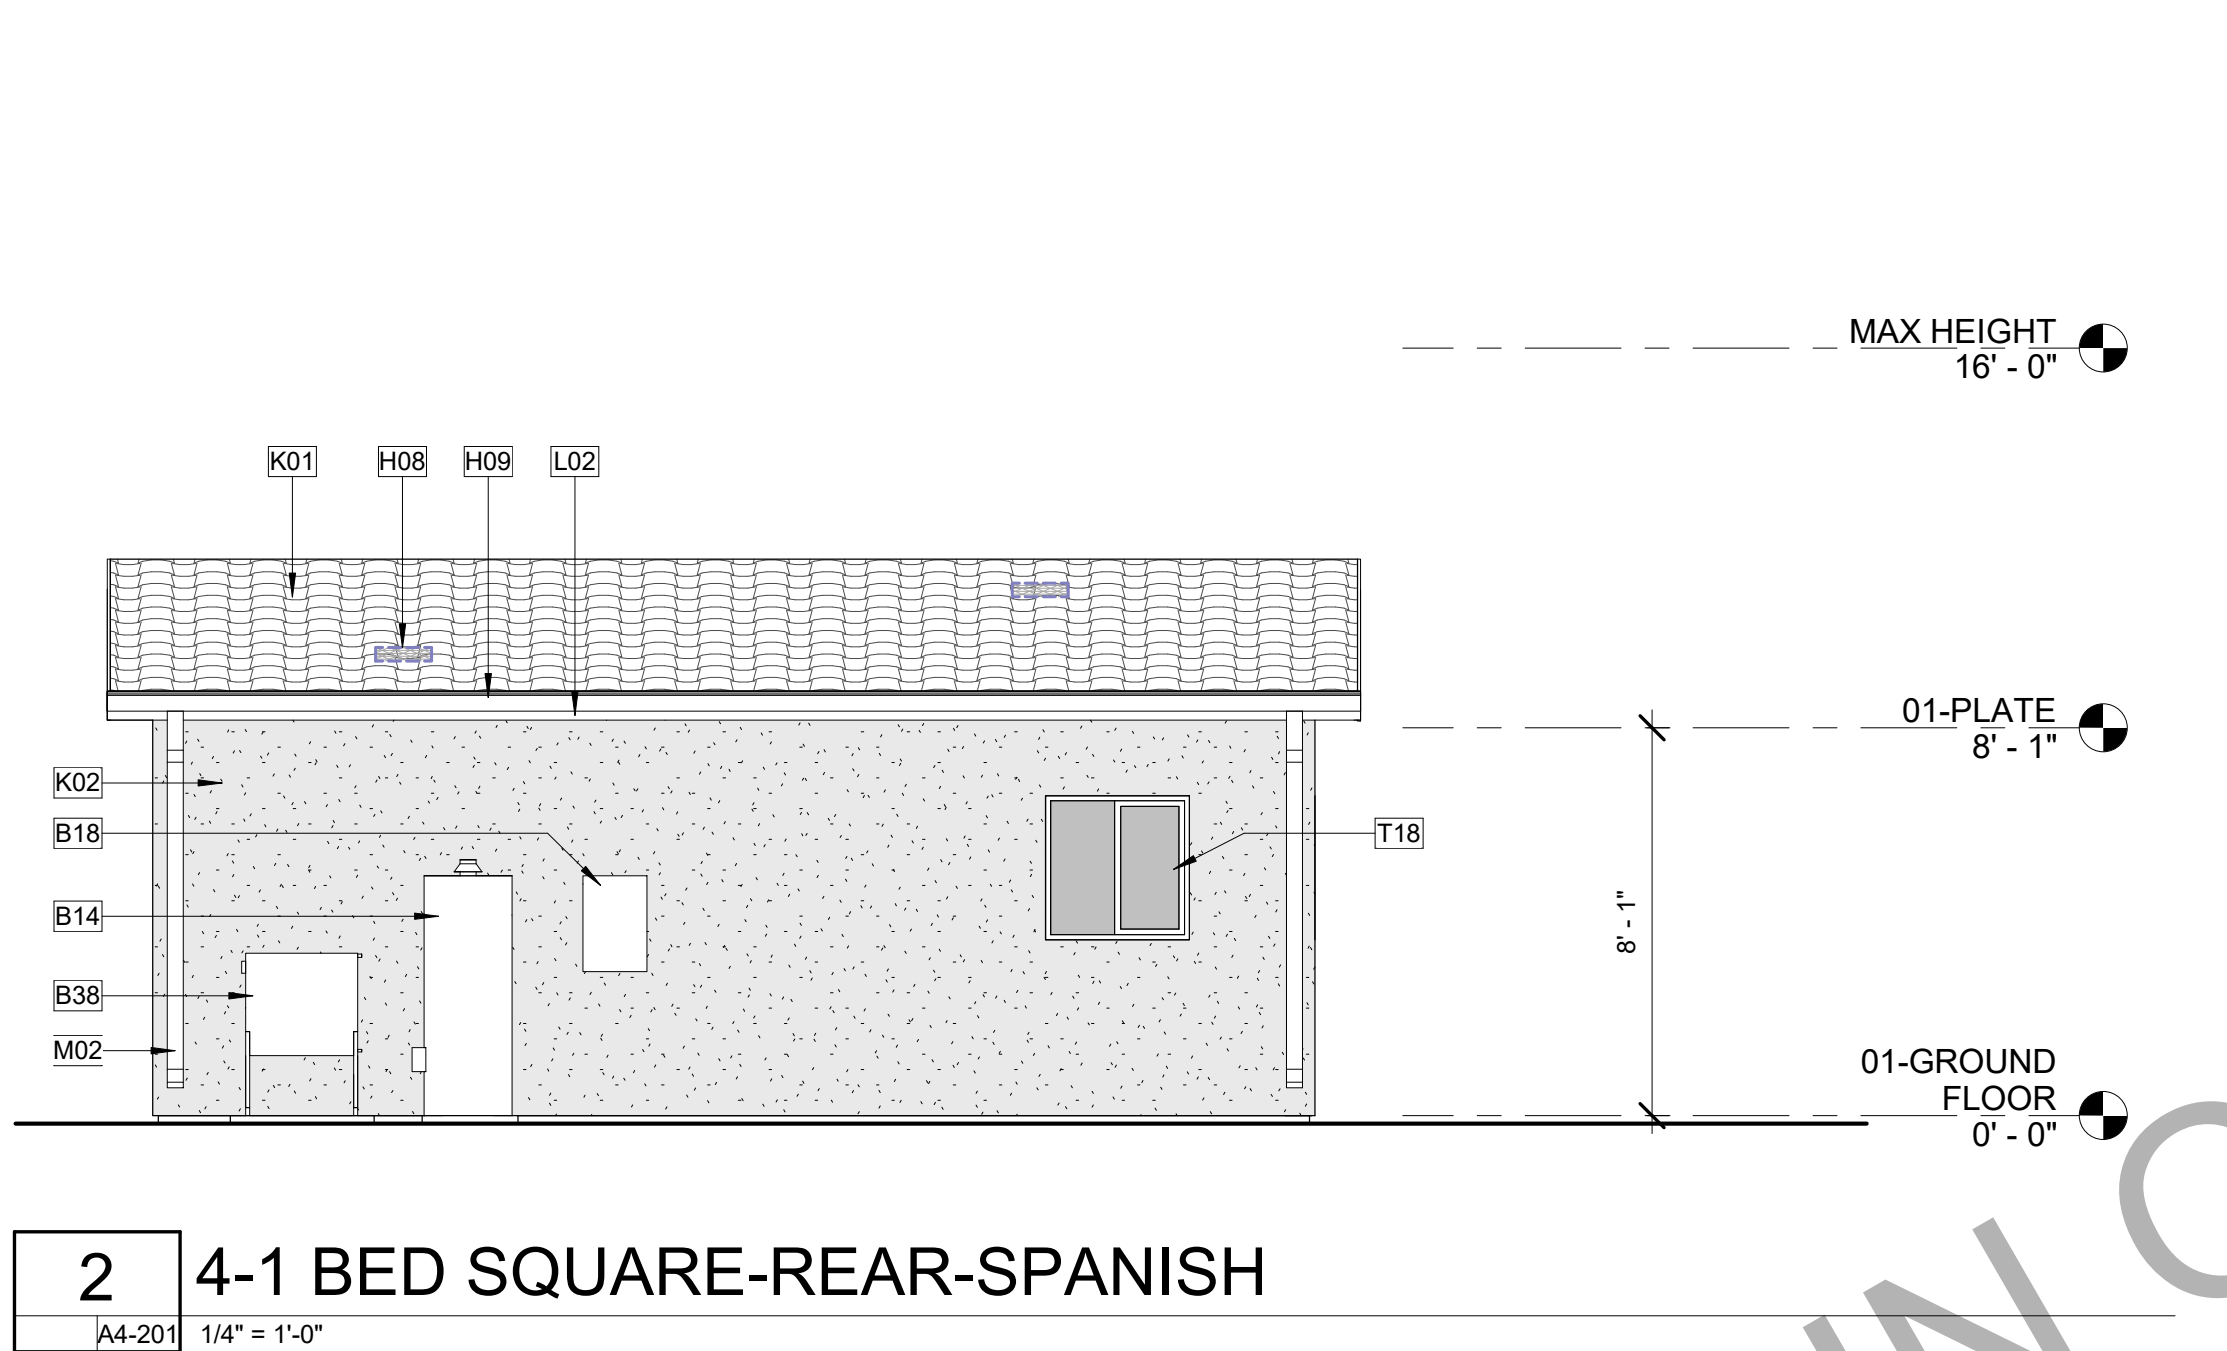 MAX HEIGHT
16' - 0"
K01 H08 H09 L02
01-PLATE
8' - 1"
K02
B18
T18
B14
8' - 1"
B38
M02
01-GROUND
FLOOR
0' - 0"
2
4-1 BED SQUARE-REAR-SPANISH
A4-201
1/4" = 1'-0"